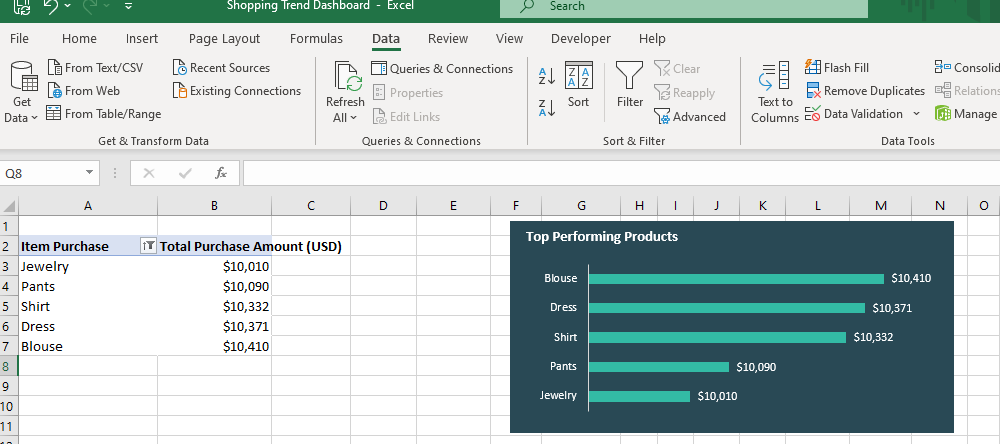 Shopping Trend Dashboard - Excel
Search
File Home Insert Page Layout Formulas Data Review View Developer Help
From Text/CSV Recent Sources Queries & Connections Clear Flash Fill Consolid
From Web Existing Connections Properties Reapply Remove Duplicates Relations
Get Data From Table/Range Refresh All Edit Links Sort Filter Advanced Text to Columns Data Validation Manage
Get & Transform Data Queries & Connections Sort & Filter Data Tools
Q8 fx
A B C D E F G H I J K L M N O
1
2 Item Purchase Total Purchase Amount (USD)
3 Jewelry $10,010
4 Pants $10,090
5 Shirt $10,332
6 Dress $10,371
7 Blouse $10,410
8
9
10
11
Top Performing Products
Blouse $10,410
Dress $10,371
Shirt $10,332
Pants $10,090
Jewelry $10,010